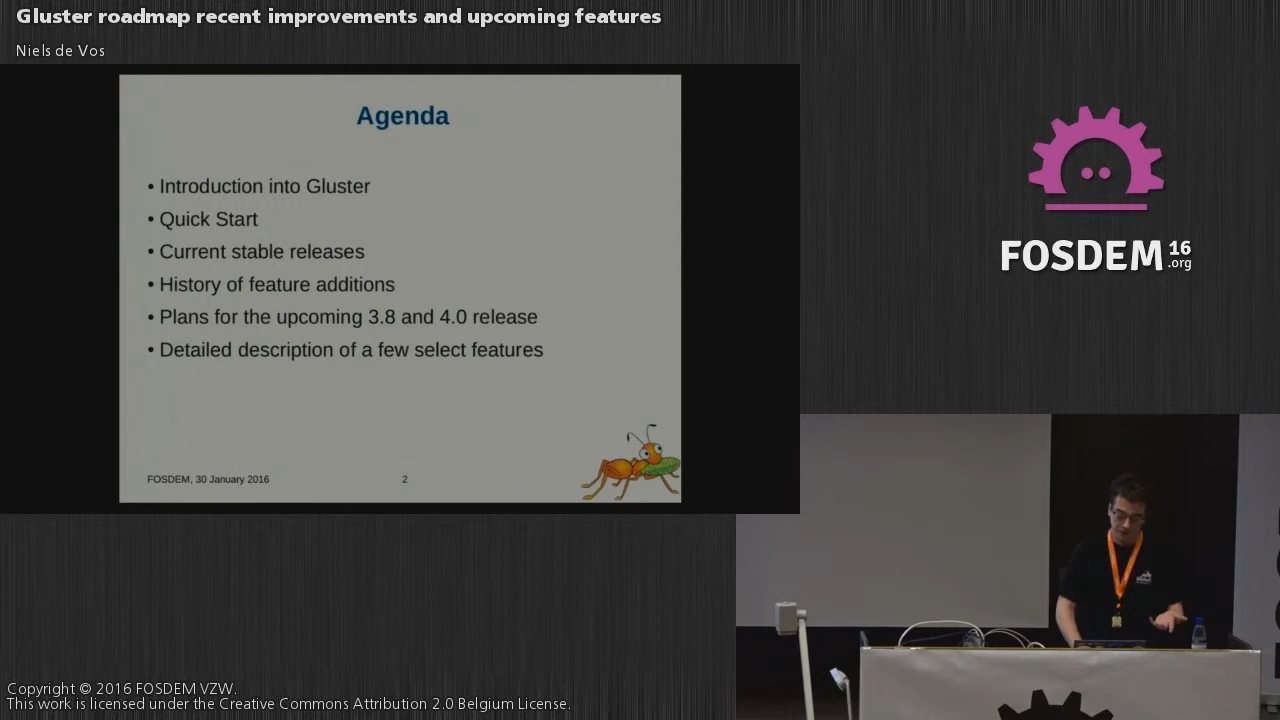 Gluster roadmap recent improvements and upcoming features
Niels de Vos
Agenda
• Introduction into Gluster
• Quick Start
• Current stable releases
• History of feature additions
• Plans for the upcoming 3.8 and 4.0 release
• Detailed description of a few select features
FOSDEM, 30 January 2016
2
FOSDEM 16 .org
Copyright © 2016 FOSDEM VZW.
This work is licensed under the Creative Commons Attribution 2.0 Belgium License.